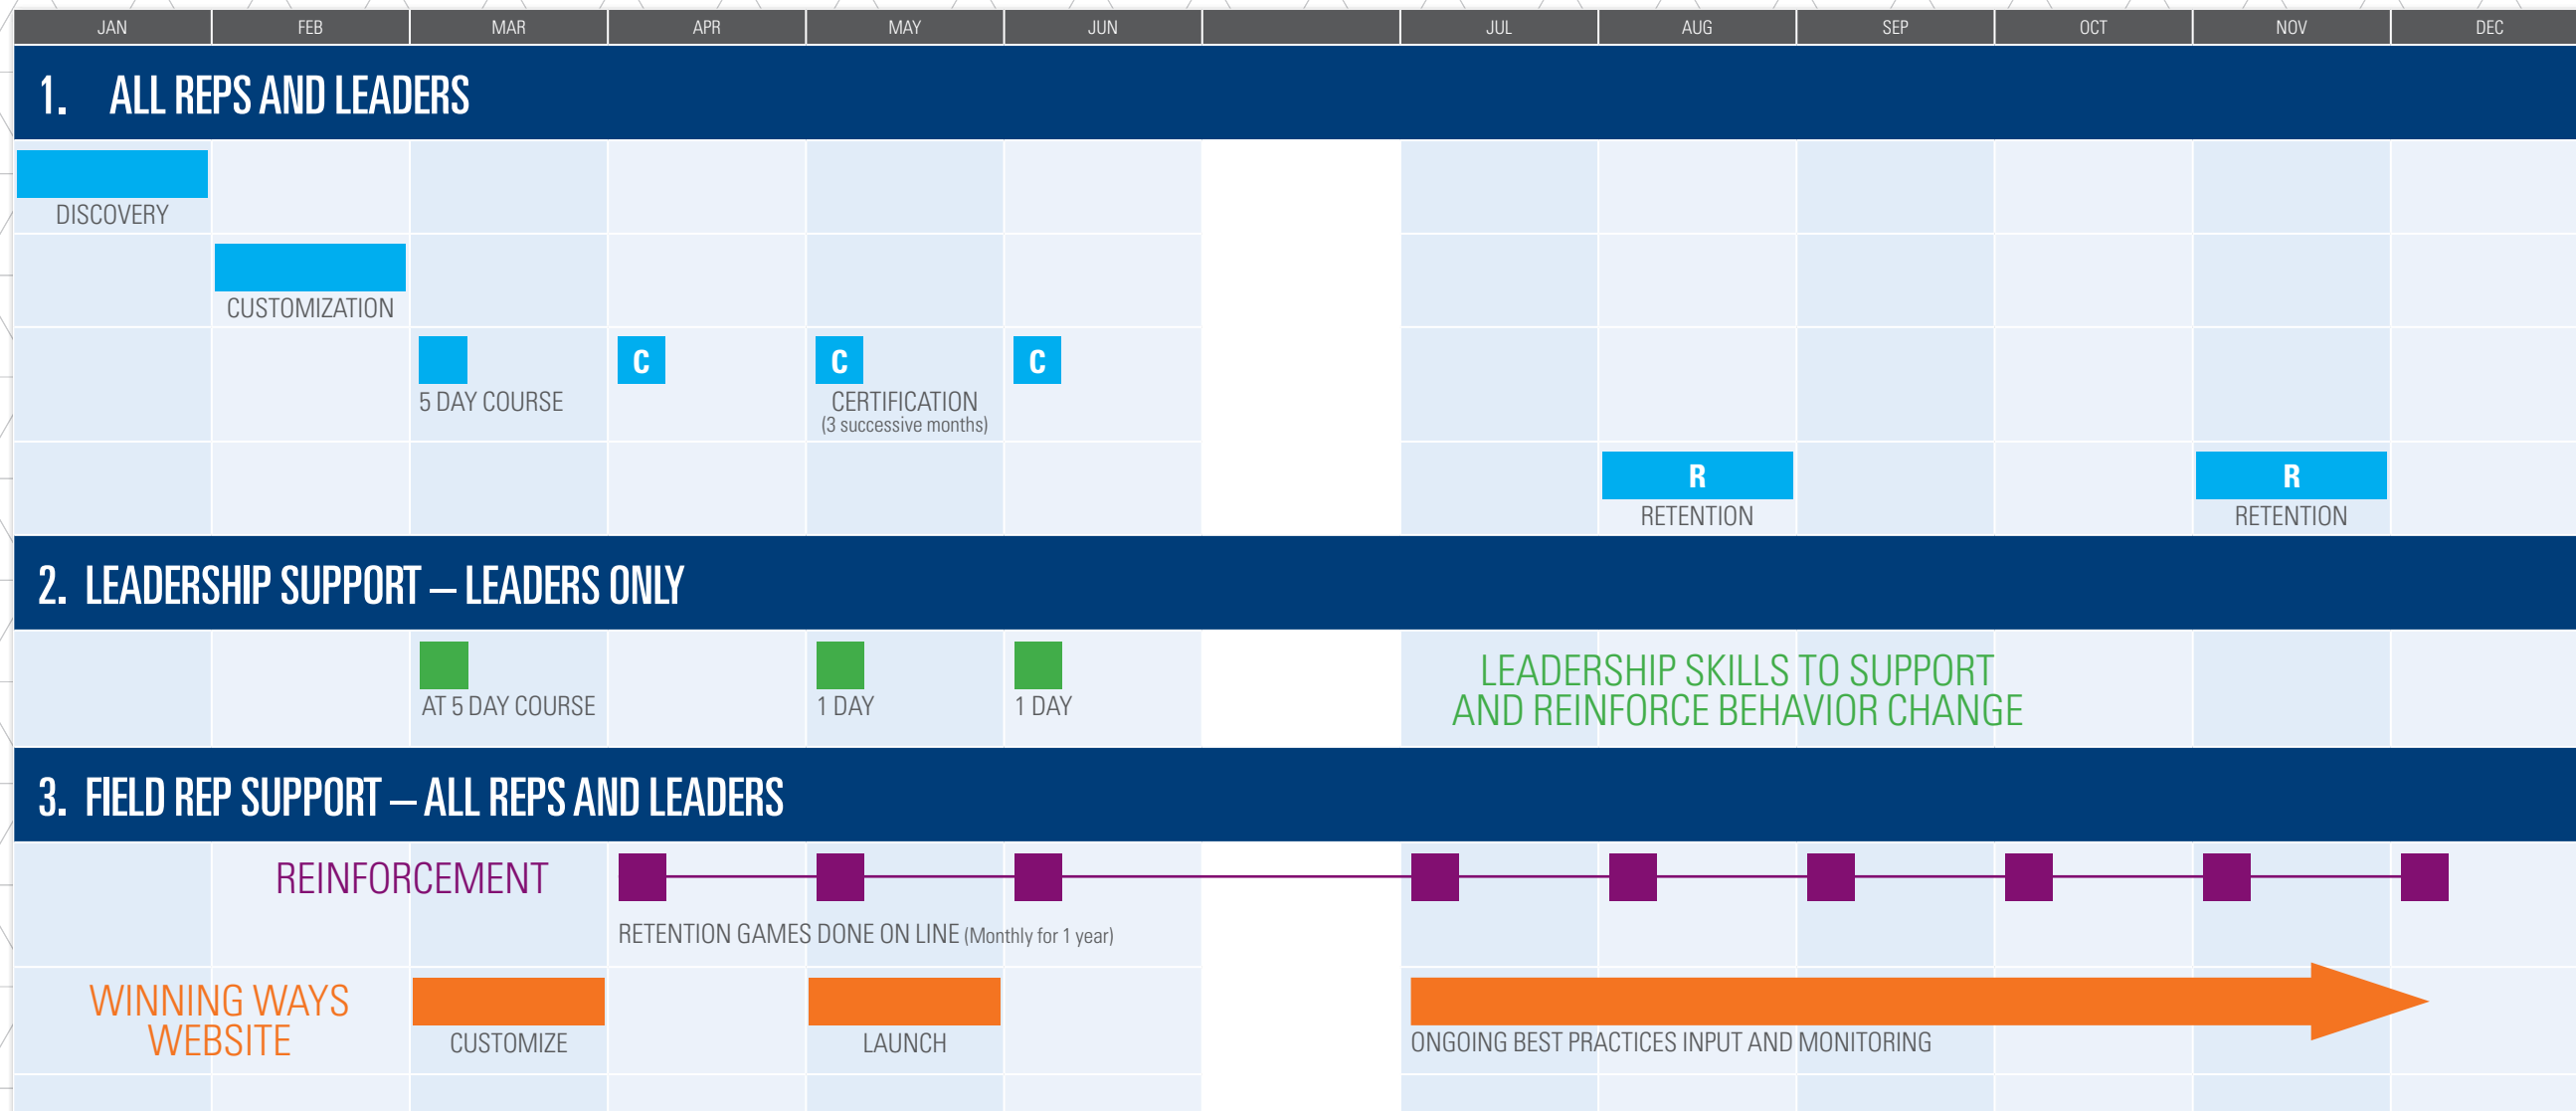 JAN FEB MAR APR MAY JUN JUL AUG SEP OCT NOV DEC
1. ALL REPS AND LEADERS
DISCOVERY
CUSTOMIZATION
C C C
5 DAY COURSE CERTIFICATION
(3 successive months)
R R
RETENTION RETENTION
2. LEADERSHIP SUPPORT – LEADERS ONLY
AT 5 DAY COURSE 1 DAY 1 DAY
LEADERSHIP SKILLS TO SUPPORT
AND REINFORCE BEHAVIOR CHANGE
3. FIELD REP SUPPORT – ALL REPS AND LEADERS
REINFORCEMENT
RETENTION GAMES DONE ON LINE (Monthly for 1 year)
WINNING WAYS
WEBSITE
CUSTOMIZE LAUNCH ONGOING BEST PRACTICES INPUT AND MONITORING